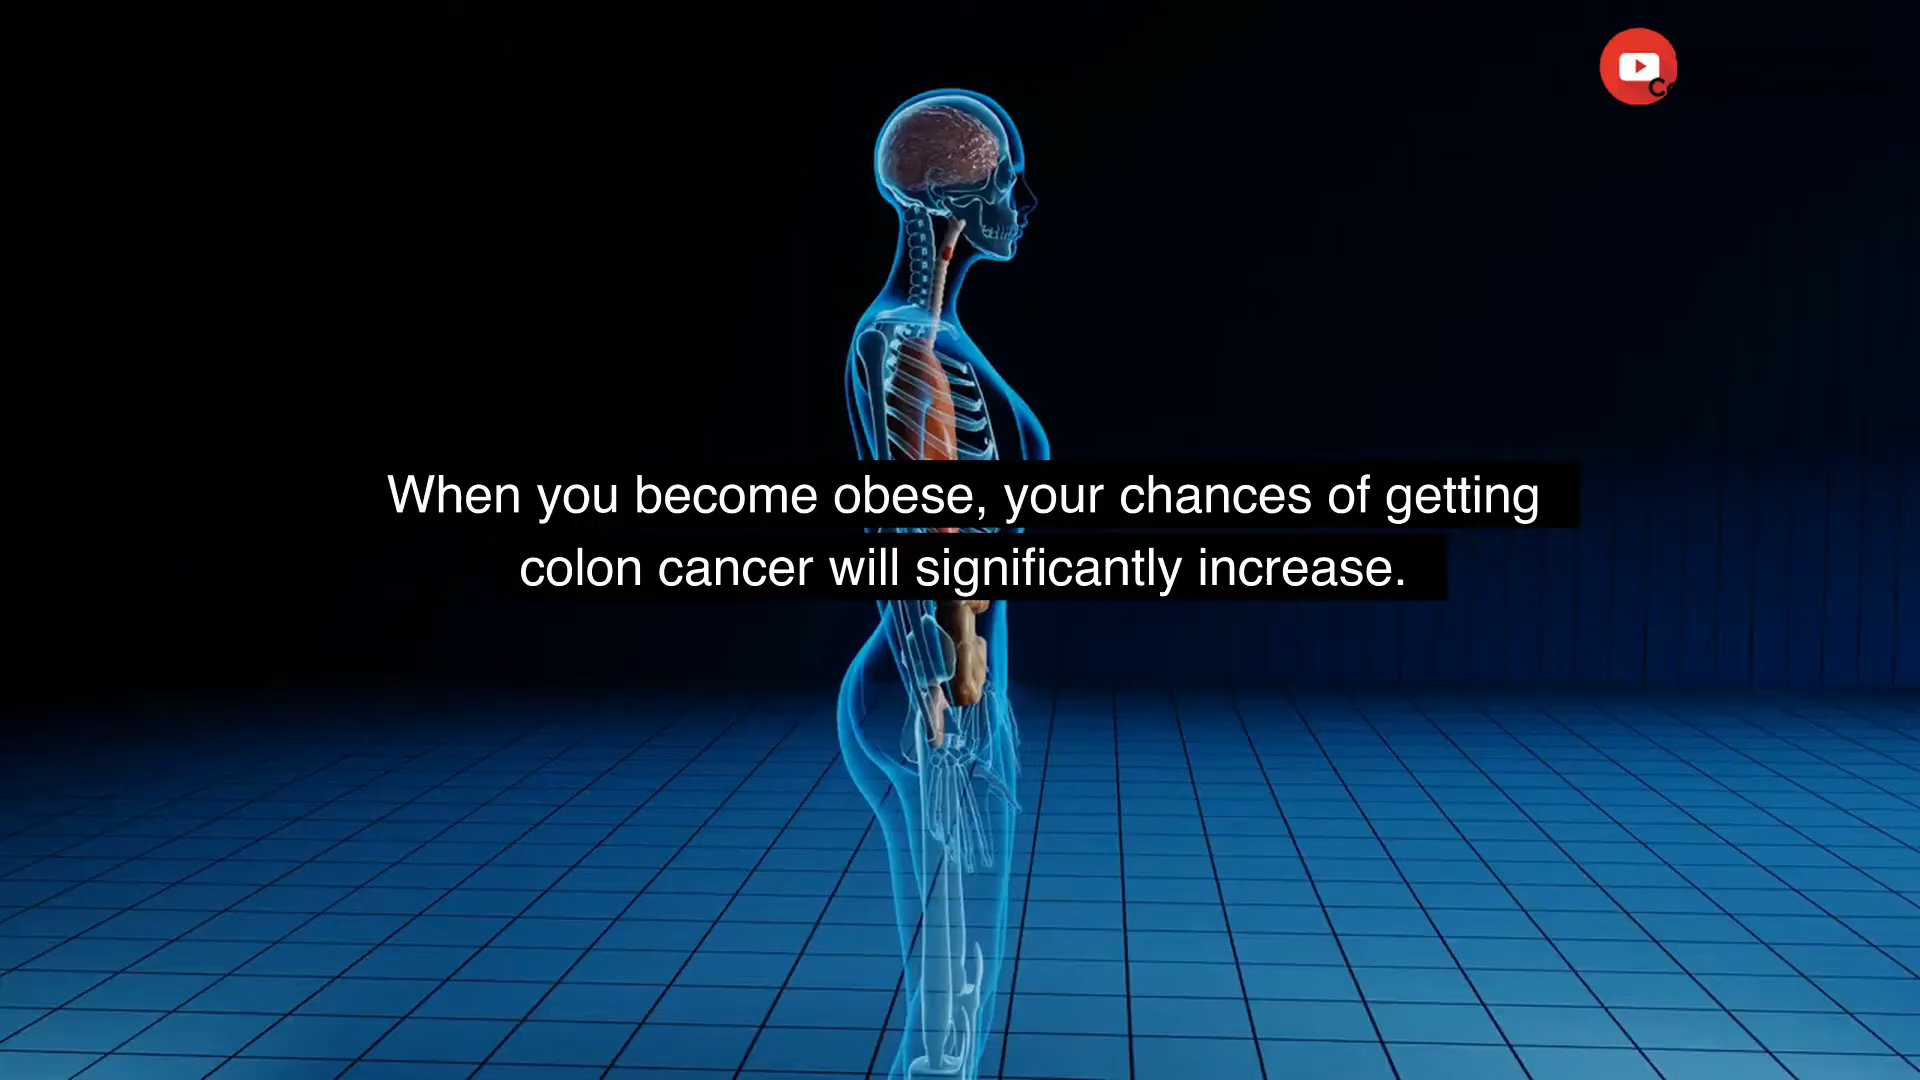 When you become obese, your chances of getting
colon cancer will significantly increase.